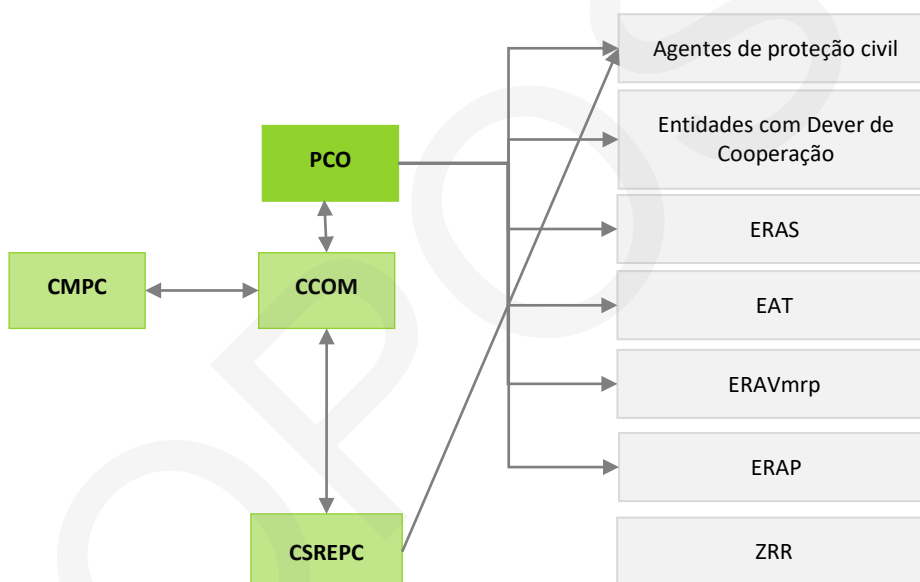 Agentes de proteção civil
Entidades com Dever de
Cooperação
PCO
ERAS
CMPC
CCOM
EAT
ERAVmrp
ERAP
CSREPC
ZRR